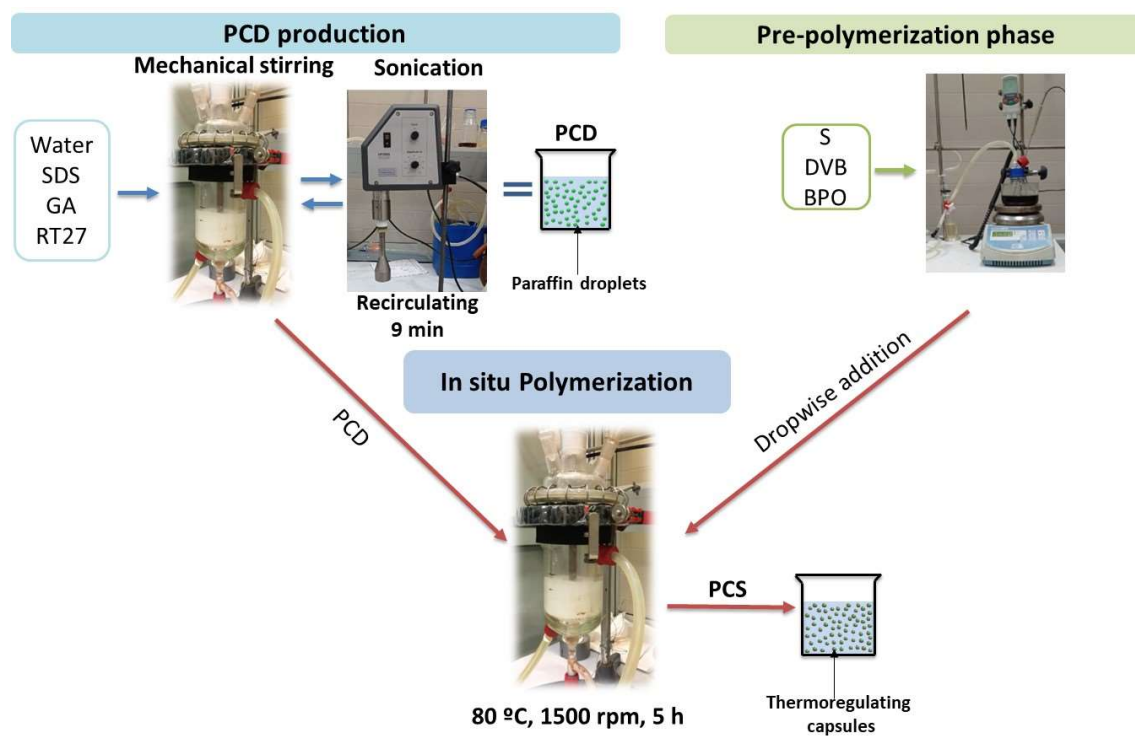 PCD production
Pre-polymerization phase
Mechanical stirring
Sonication
Water
SDS
GA
RT27
PCD
Paraffin droplets
Recirculating
9 min
S
DVB
BPO
In situ Polymerization
PCD
Dropwise addition
PCS
Thermoregulating
capsules
80 ºC, 1500 rpm, 5 h